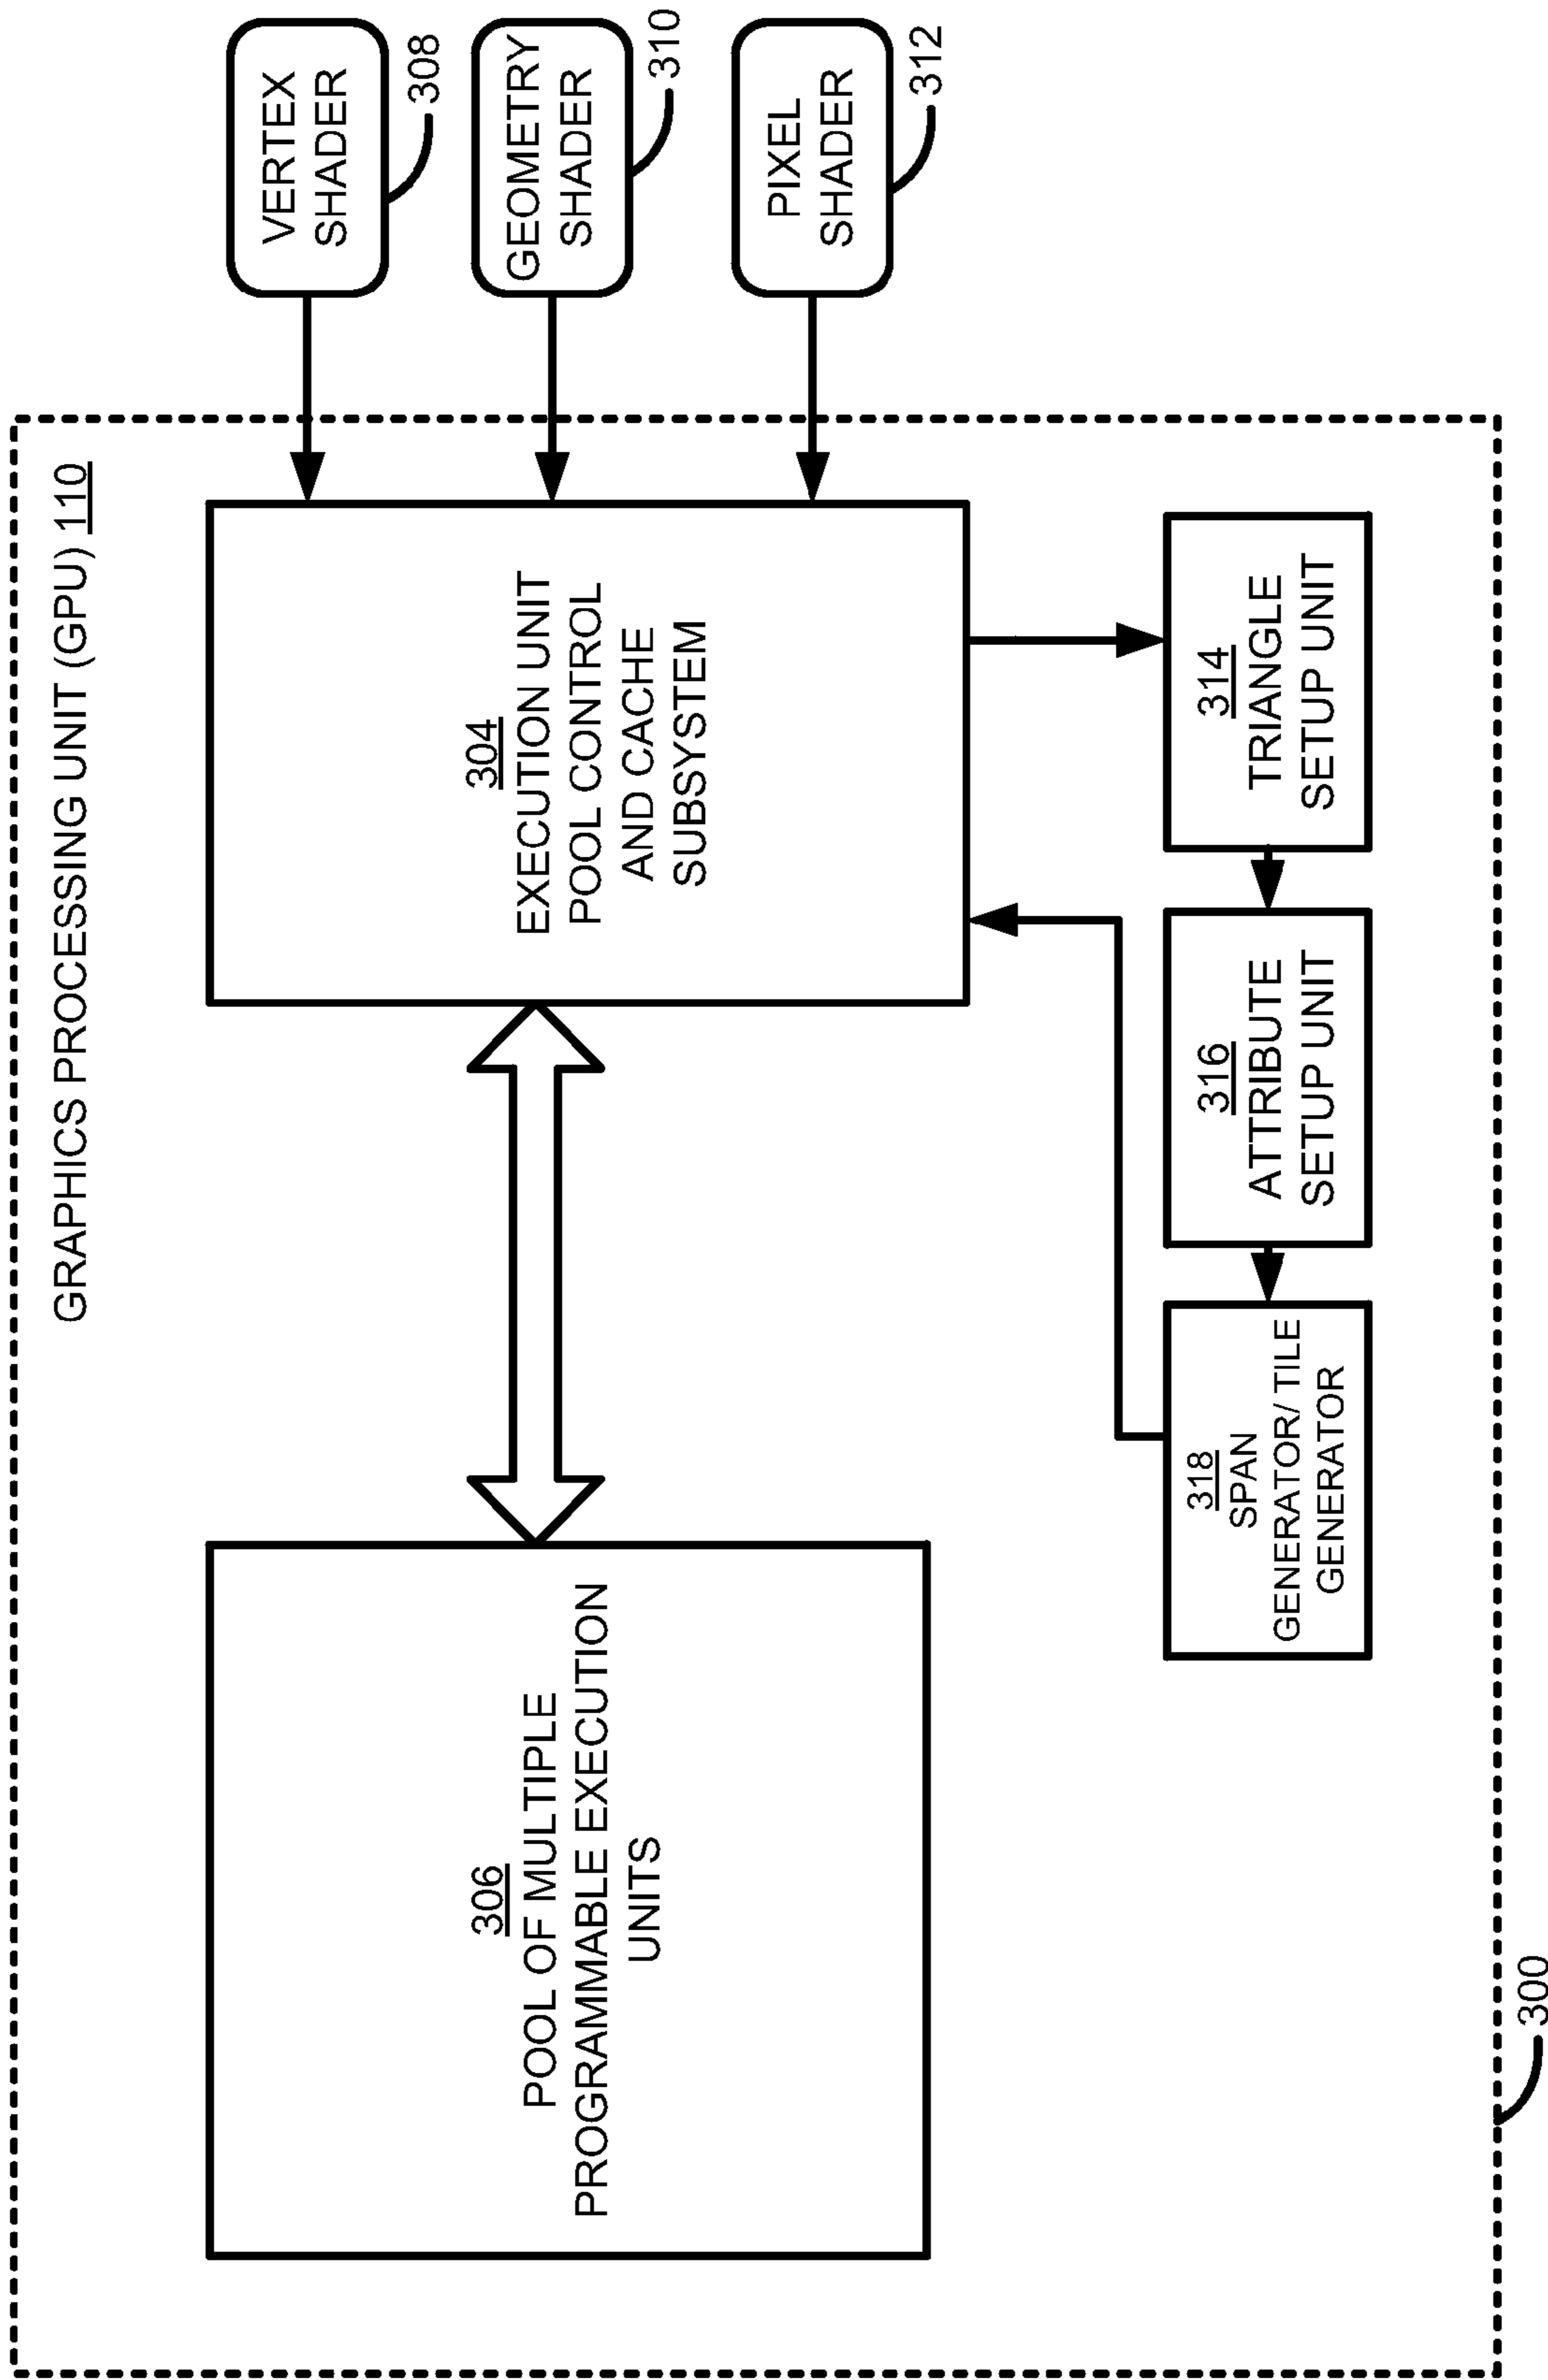 GRAPHICS PROCESSING UNIT (GPU) 110
306
POOL OF MULTIPLE
PROGRAMMABLE EXECUTION
UNITS
304
EXECUTION UNIT
POOL CONTROL
AND CACHE
SUBSYSTEM
VERTEX
SHADER
308
GEOMETRY
SHADER
310
PIXEL
SHADER
312
318
SPAN
GENERATOR/ TILE
GENERATOR
316
ATTRIBUTE
SETUP UNIT
314
TRIANGLE
SETUP UNIT
300